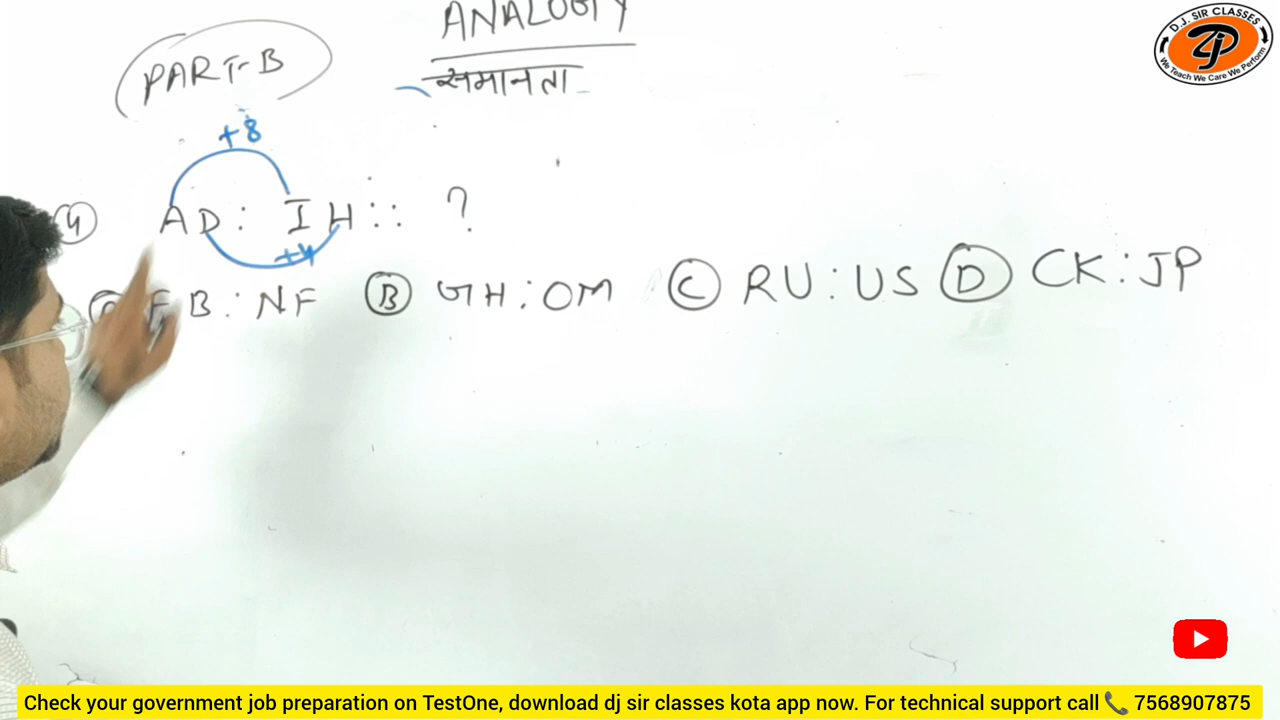 ANALOGY
समानता
PART-B
+8
4 AD : IH :: ?
+4
FB : NF B GH : OM C RU : US D CK : JP
D.J. SIR CLASSES
We Teach We Care We Perform
Check your government job preparation on TestOne, download dj sir classes kota app now. For technical support call 📞 7568907875